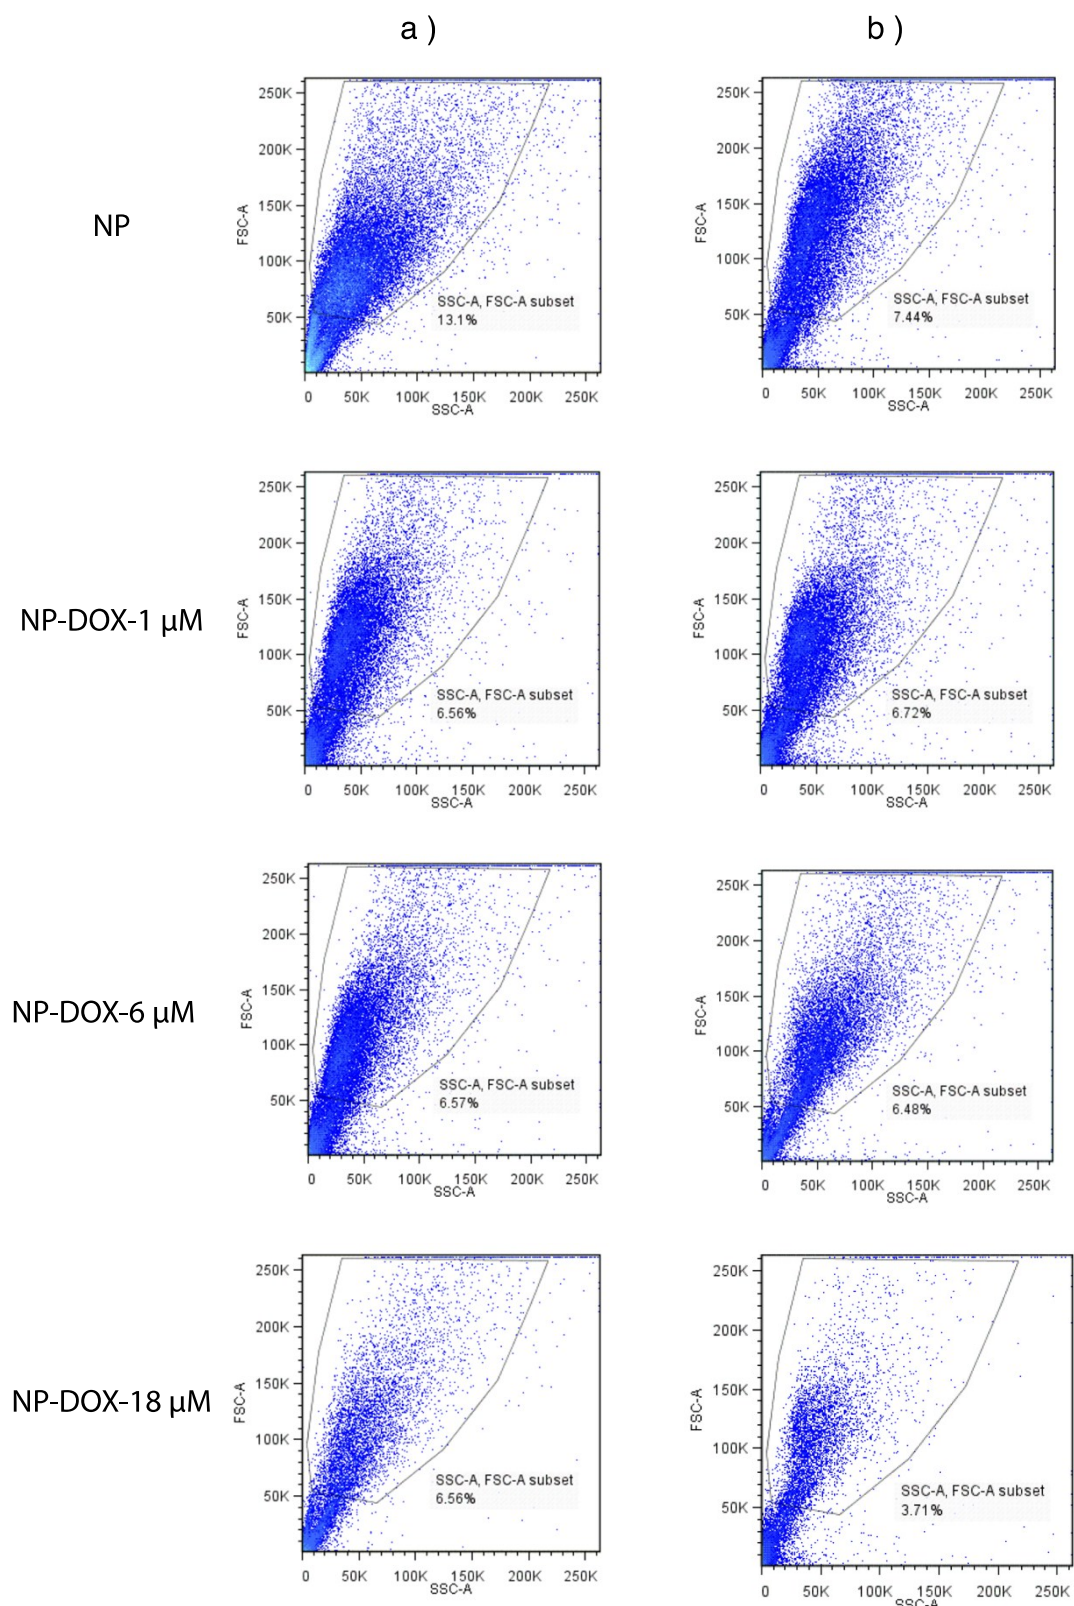 a ) b )
NP
FSC-A
250K
200K
150K
100K
50K
SSC-A, FSC-A subset
13.1%
0 50K 100K 150K 200K 250K
SSC-A
FSC-A
250K
200K
150K
100K
50K
SSC-A, FSC-A subset
7.44%
0 50K 100K 150K 200K 250K
SSC-A
NP-DOX-1 µM
FSC-A
250K
200K
150K
100K
50K
SSC-A, FSC-A subset
6.56%
0 50K 100K 150K 200K 250K
SSC-A
FSC-A
250K
200K
150K
100K
50K
SSC-A, FSC-A subset
6.72%
0 50K 100K 150K 200K 250K
SSC-A
NP-DOX-6 µM
FSC-A
250K
200K
150K
100K
50K
SSC-A, FSC-A subset
6.57%
0 50K 100K 150K 200K 250K
SSC-A
FSC-A
250K
200K
150K
100K
50K
SSC-A, FSC-A subset
6.48%
0 50K 100K 150K 200K 250K
SSC-A
NP-DOX-18 µM
FSC-A
250K
200K
150K
100K
50K
SSC-A, FSC-A subset
6.56%
0 50K 100K 150K 200K 250K
SSC-A
FSC-A
250K
200K
150K
100K
50K
SSC-A, FSC-A subset
3.71%
0 50K 100K 150K 200K 250K
SSC-A